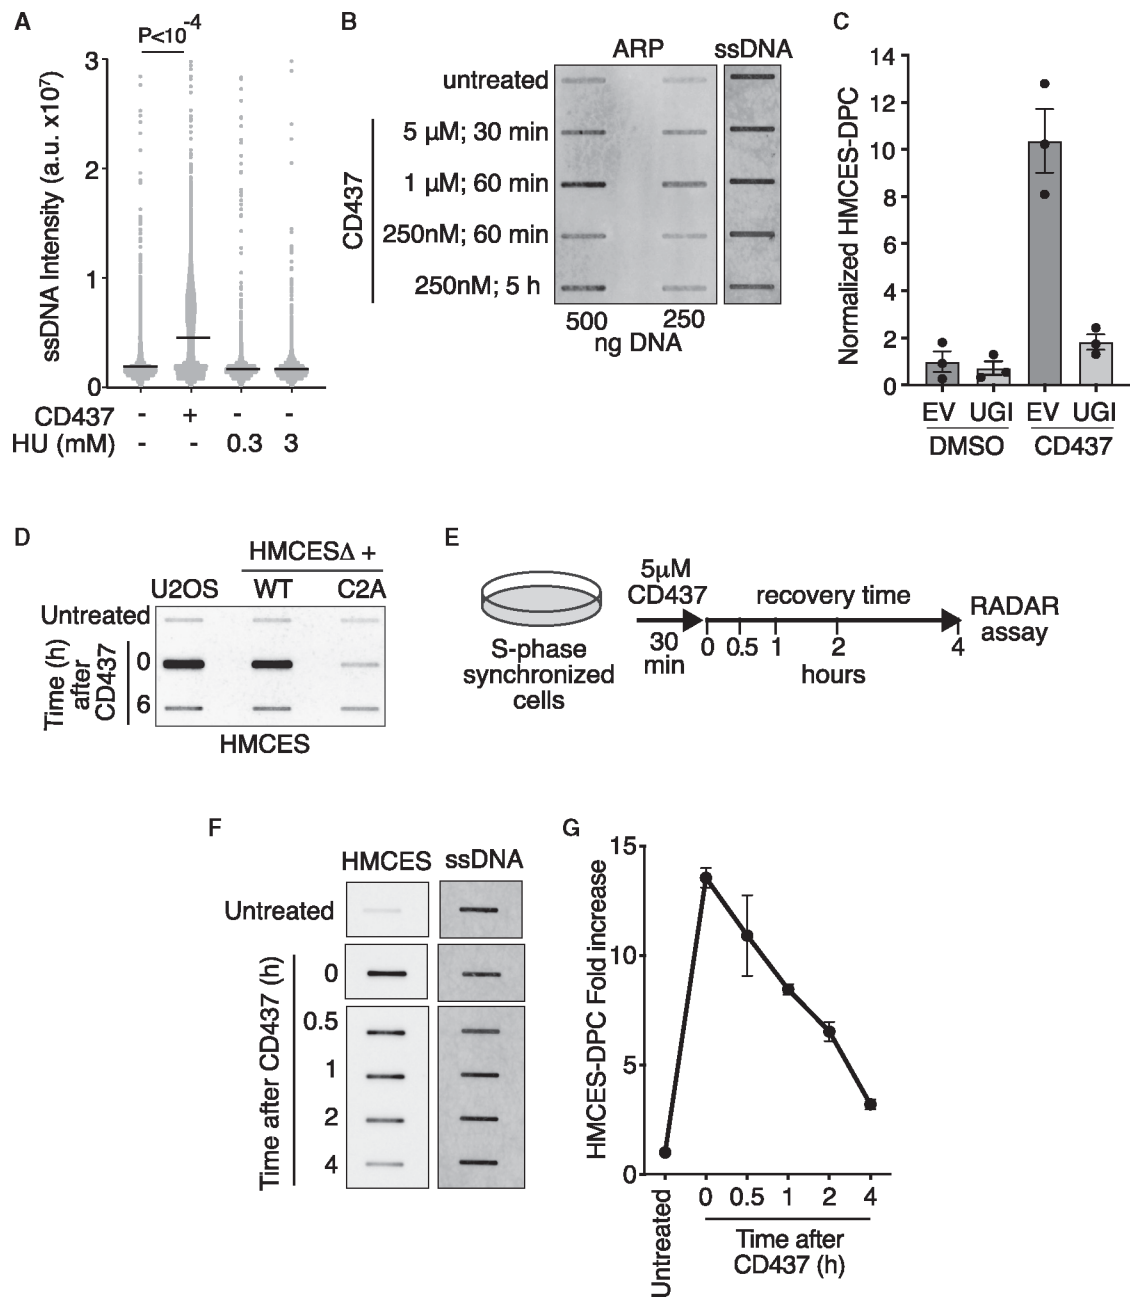 A
P<10⁻⁴
ssDNA Intensity (a.u. x10⁷)
3
2
1
0
CD437 - + - -
HU (mM) - - 0.3 3
B
ARP ssDNA
untreated
CD437
5 µM; 30 min
1 µM; 60 min
250nM; 60 min
250nM; 5 h
500 250
ng DNA
C
Normalized HMCES-DPC
14
12
10
8
6
4
2
0
EV UGI EV UGI
DMSO CD437
D
HMCESΔ +
U2OS WT C2A
Untreated
Time (h)
after
CD437
0
6
HMCES
E
S-phase
synchronized
cells
5µM
CD437
30
min
recovery time
0 0.5 1 2 4
hours
RADAR
assay
F
HMCES ssDNA
Untreated
Time after CD437 (h)
0
0.5
1
2
4
G
HMCES-DPC Fold increase
15
10
5
0
Untreated
0 0.5 1 2 4
Time after
CD437 (h)